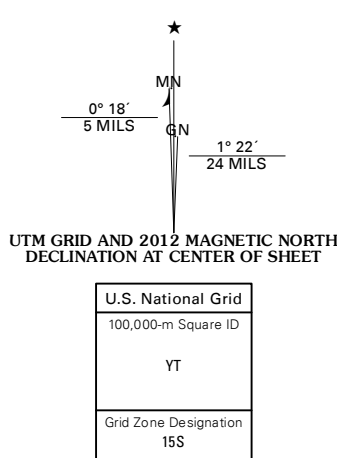 ★
MN
0° 18´
5 MILS
GN
1° 22´
24 MILS
UTM GRID AND 2012 MAGNETIC NORTH
DECLINATION AT CENTER OF SHEET
U.S. National Grid
100,000-m Square ID
YT
Grid Zone Designation
15S